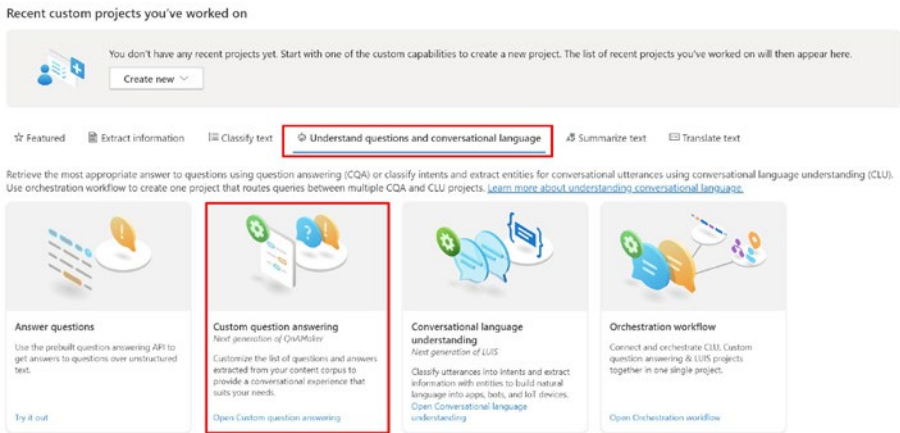 Recent custom projects you've worked on
You don't have any recent projects yet. Start with one of the custom capabilities to create a new project. The list of recent projects you've worked on will then appear here.
Create new
Featured
Extract information
Classify text
Understand questions and conversational language
Summarize text
Translate text
Retrieve the most appropriate answer to questions using question answering (CQA) or classify intents and extract entities for conversational utterances using conversational language understanding (CLU).
Use orchestration workflow to create one project that routes queries between multiple CQA and CLU projects. Learn more about understanding conversational language.
Answer questions
Use the prebuilt question answering API to
get answers to questions over unstructured
text.
Try it out
Custom question answering
Next generation of QnAMaker
Customize the list of questions and answers
extracted from your content corpus to
provide a conversational experience that
suits your needs.
Open Custom question answering
Conversational language
understanding
Next generation of LUIS
Classify utterances into intents and extract
information with entities to build natural
language into apps, bots, and IoT devices.
Open Conversational language
understanding
Orchestration workflow
Connect and orchestrate CLU, Custom
question answering & LUIS projects
together in one single project.
Open Orchestration workflow